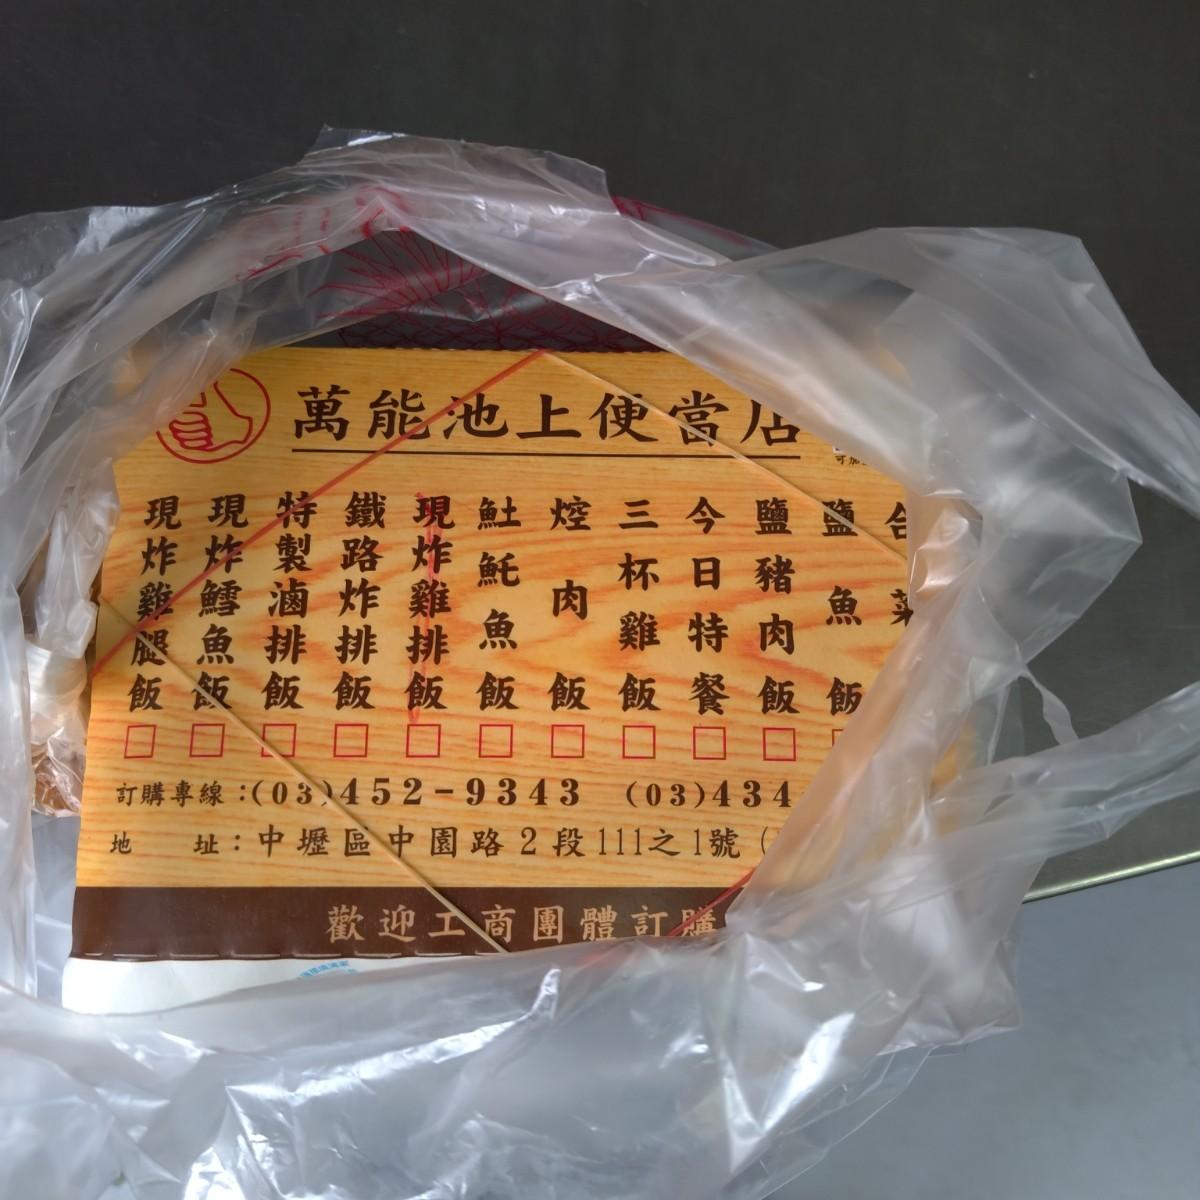 萬能池上便當店
現炸雞腿飯
現炸鱈魚飯
特製滷排飯
鐵路炸排飯
現炸雞排飯
魠魠魚飯
焢肉飯
三杯雞飯
今日特餐
鹽豬肉飯
鹽魚飯
訂購專線：(03)452-9343 (03)434
地 址：中壢區中園路2段111之1號（
歡迎工商團體訂購